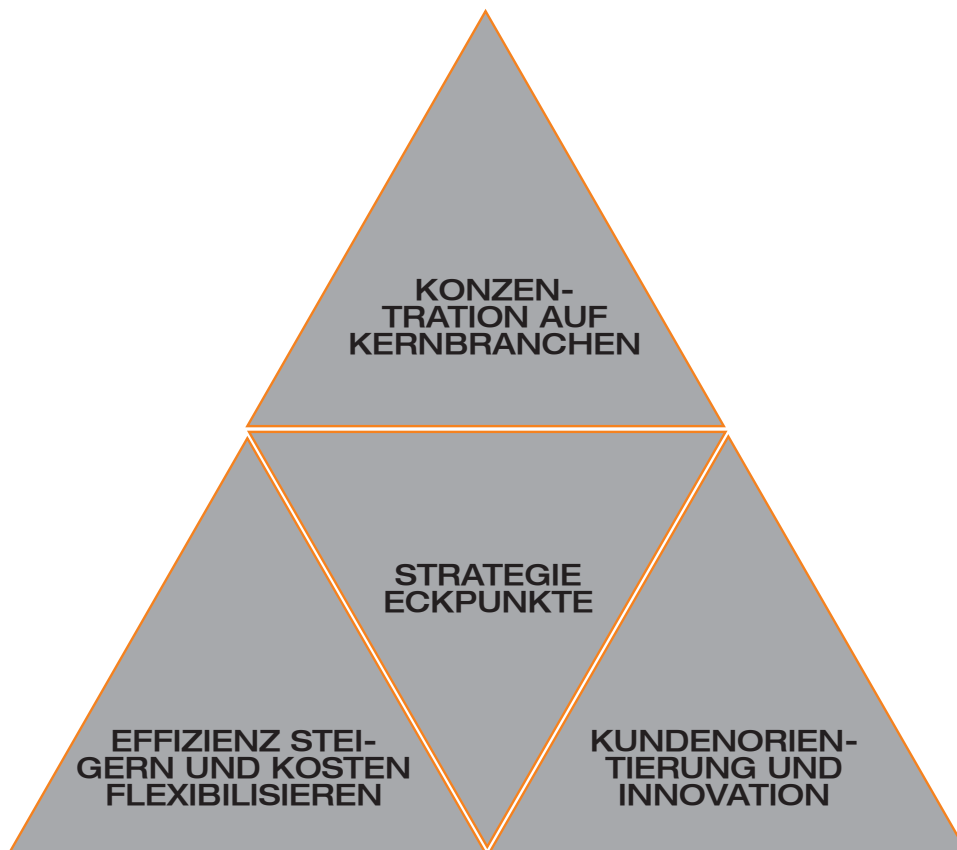 KONZEN-
TRATION AUF
KERNBRANCHEN
STRATEGIE
ECKPUNKTE
EFFIZIENZ STEI-
GERN UND KOSTEN
FLEXIBILISIEREN
KUNDENORIEN-
TIERUNG UND
INNOVATION